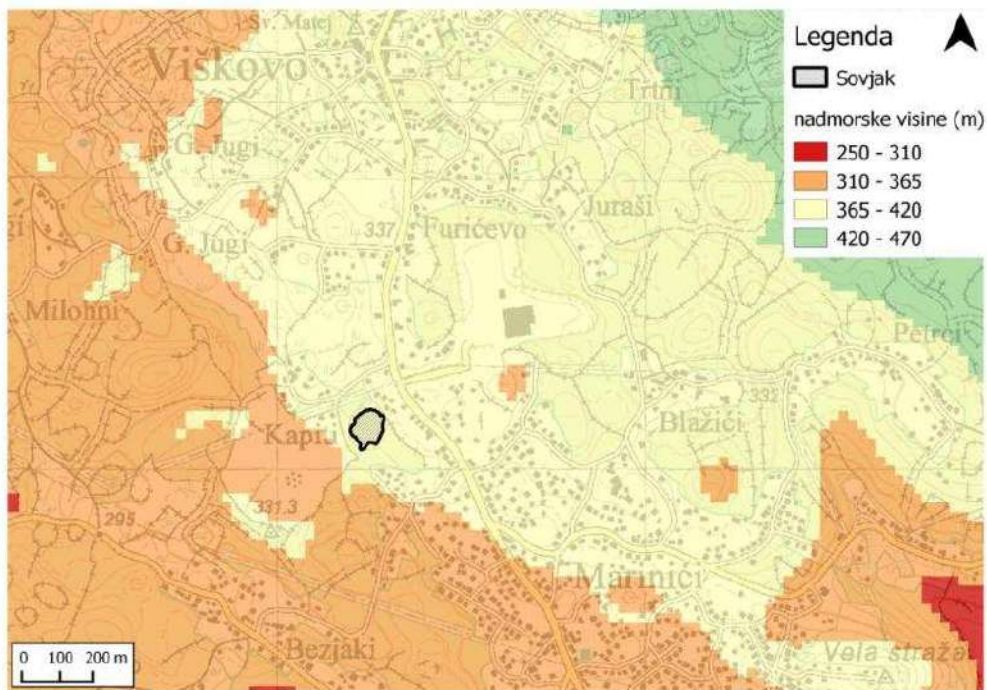 Sv. Matej
Viškovo
Trtni
G. Jugi
Juraši
337
Furićevo
G. Jugi
Milohni
Petrci
332
Blažići
Kapiti
331.3
295
Marinići
Bezjaki
Vela straža
Legenda
Sovjak
nadmorske visine (m)
250 - 310
310 - 365
365 - 420
420 - 470
0 100 200 m